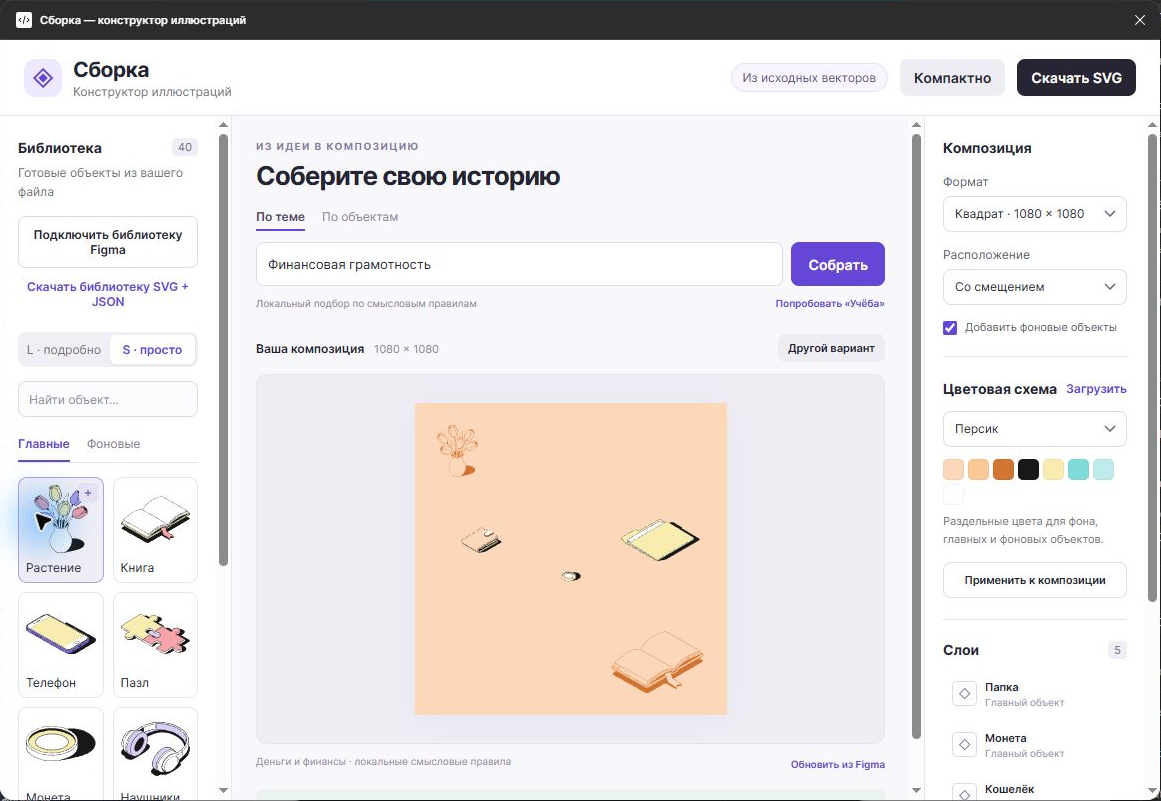 Сборка — конструктор иллюстраций
Сборка
Конструктор иллюстраций
Из исходных векторов
Компактно
Скачать SVG
Библиотека
40
Готовые объекты из вашего
файла
Подключить библиотеку
Figma
Скачать библиотеку SVG +
JSON
L · подробно
S · просто
Найти объект...
Главные
Фоновые
+
Растение
Книга
Телефон
Пазл
Монета
Наушники
ИЗ ИДЕИ В КОМПОЗИЦИЮ
Соберите свою историю
По теме
По объектам
Финансовая грамотность
Собрать
Локальный подбор по смысловым правилам
Попробовать «Учёба»
Ваша композиция
1080 × 1080
Другой вариант
Деньги и финансы · локальные смысловые правила
Обновить из Figma
Композиция
Формат
Квадрат · 1080 × 1080
Расположение
Со смещением
Добавить фоновые объекты
Цветовая схема
Загрузить
Персик
Раздельные цвета для фона,
главных и фоновых объектов.
Применить к композиции
Слои
5
Папка
Главный объект
Монета
Главный объект
Кошелёк